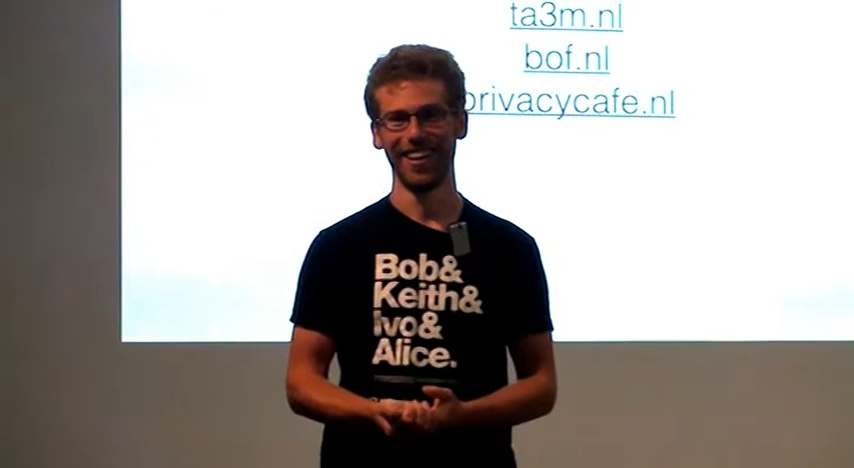 ta3m.nl
bof.nl
privacycafe.nl
Bob&
Keith&
Ivo&
Alice.